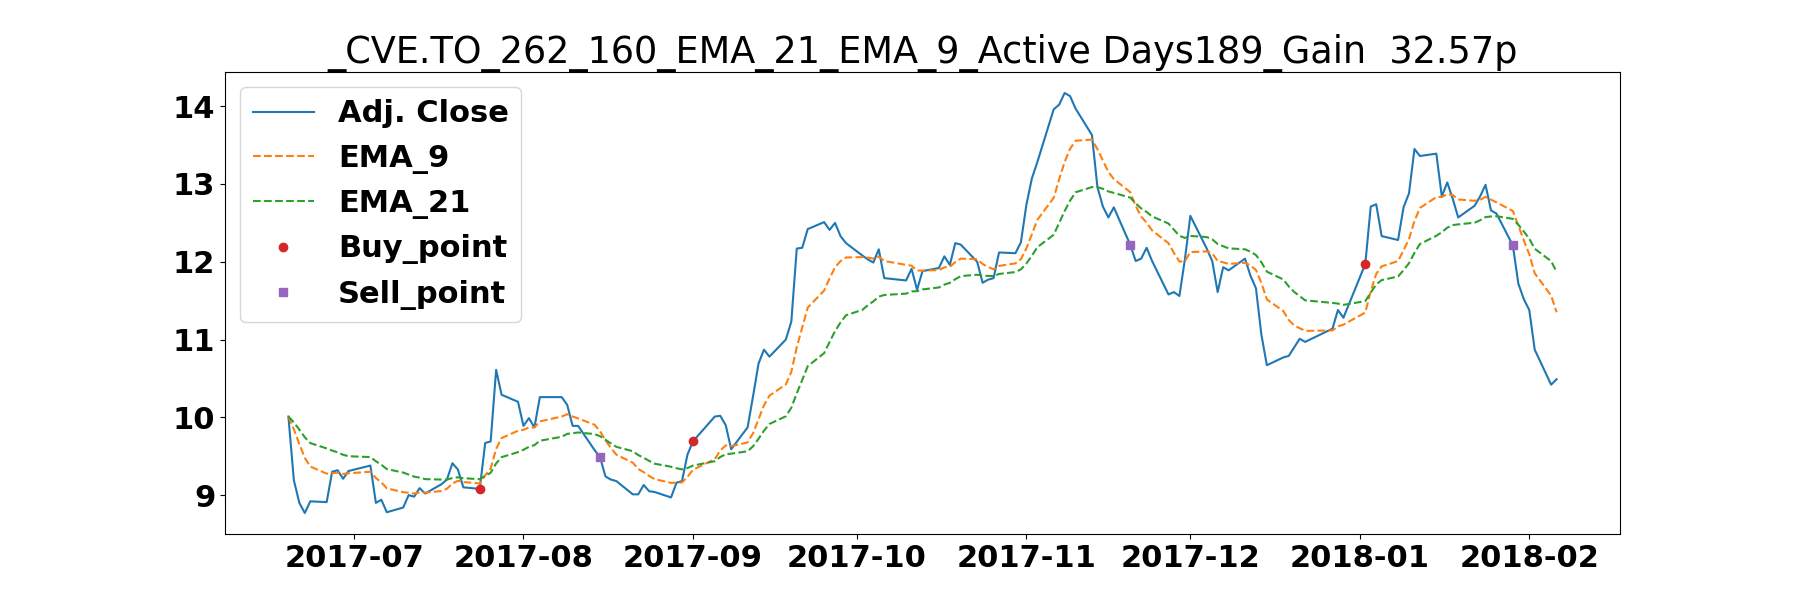 _CVE.TO_262_160_EMA_21_EMA_9_Active Days189_Gain  32.57p
14
13
12
11
10
9
Adj. Close
EMA_9
EMA_21
Buy_point
Sell_point
2017-07 2017-08 2017-09 2017-10 2017-11 2017-12 2018-01 2018-02